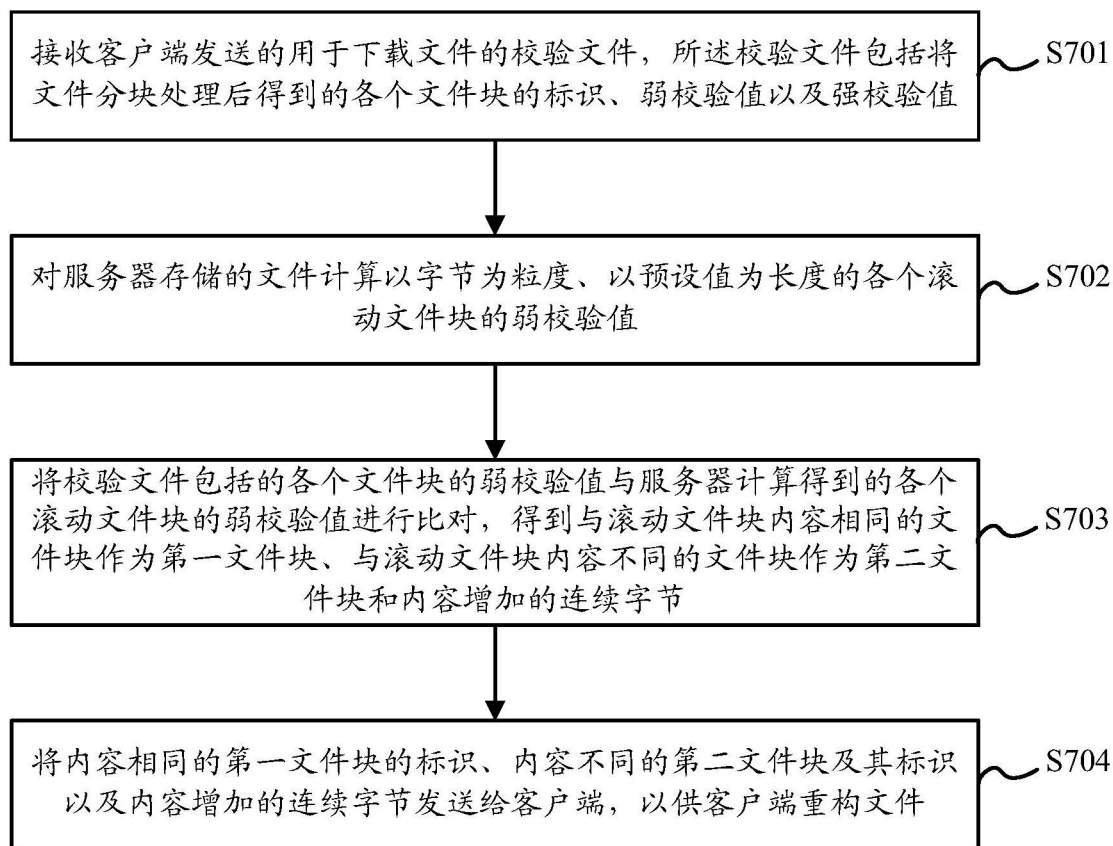 接收客户端发送的用于下载文件的校验文件，所述校验文件包括将
文件分块处理后得到的各个文件块的标识、弱校验值以及强校验值
S701
对服务器存储的文件计算以字节为粒度、以预设值为长度的各个滚
动文件块的弱校验值
S702
将校验文件包括的各个文件块的弱校验值与服务器计算得到的各个
滚动文件块的弱校验值进行比对，得到与滚动文件块内容相同的文
件块作为第一文件块、与滚动文件块内容不同的文件块作为第二文
件块和内容增加的连续字节
S703
将内容相同的第一文件块的标识、内容不同的第二文件块及其标识
以及内容增加的连续字节发送给客户端，以供客户端重构文件
S704